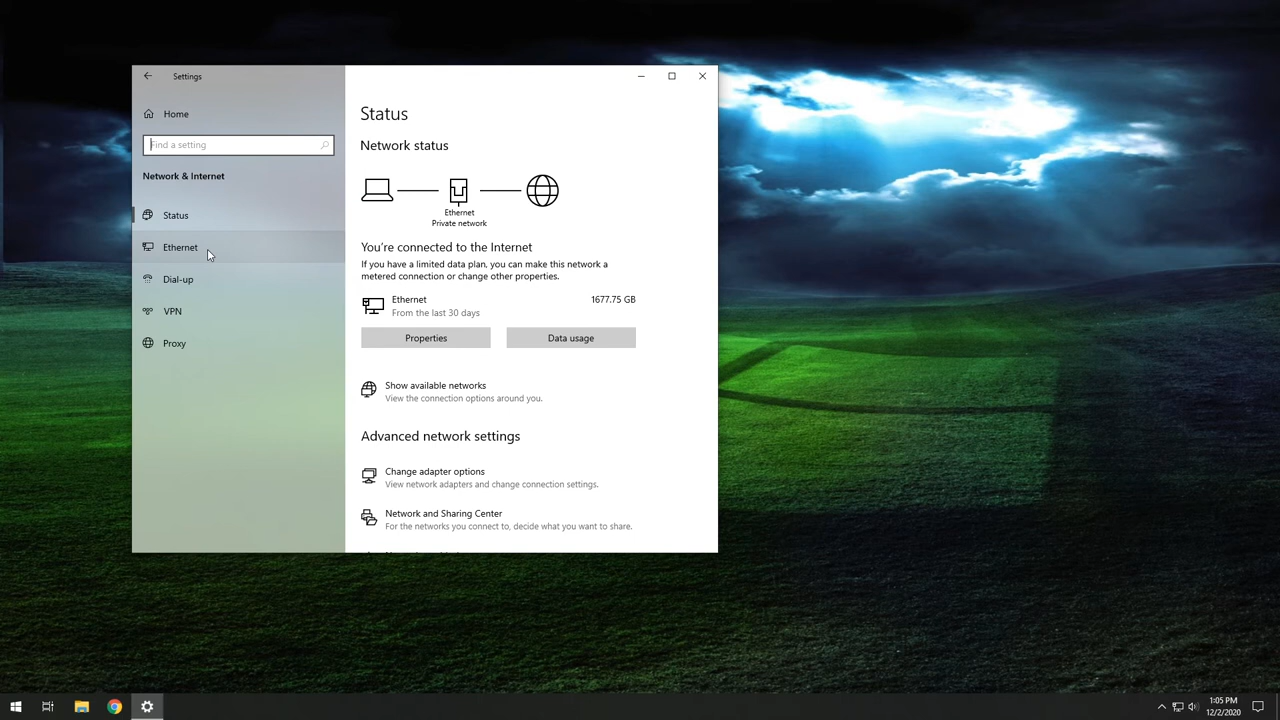 Settings
Home
Find a setting
Network & Internet
Status
Ethernet
Dial-up
VPN
Proxy
Status
Network status
Ethernet
Private network
You're connected to the Internet
If you have a limited data plan, you can make this network a
metered connection or change other properties.
Ethernet 1677.75 GB
From the last 30 days
Properties Data usage
Show available networks
View the connection options around you.
Advanced network settings
Change adapter options
View network adapters and change connection settings.
Network and Sharing Center
For the networks you connect to, decide what you want to share.
1:05 PM
12/2/2020